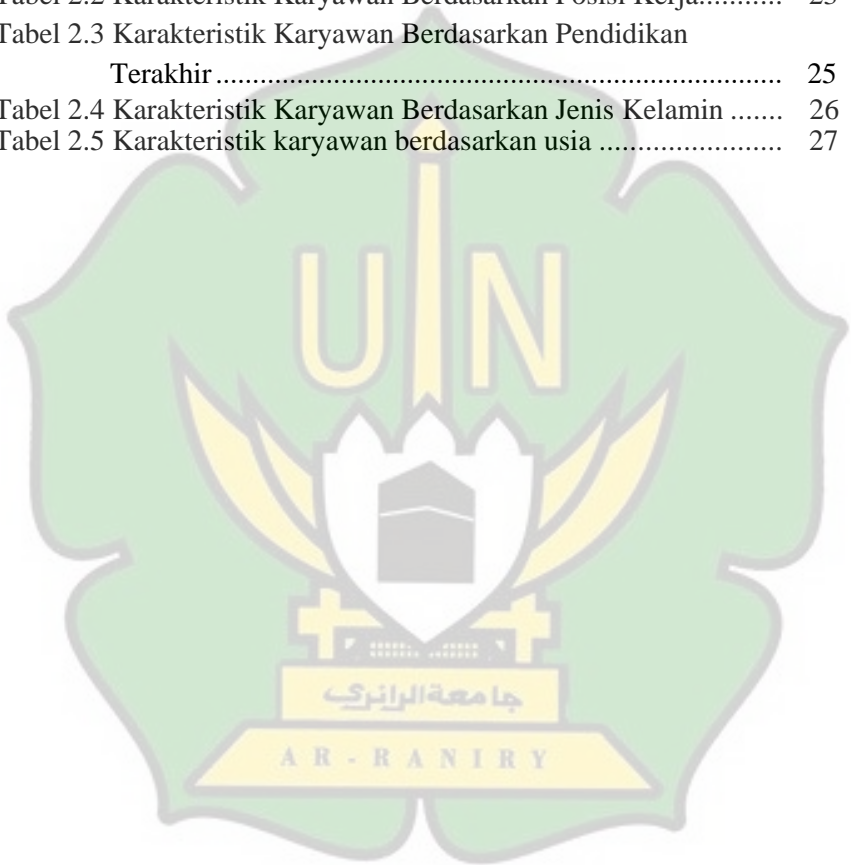 Tabel 2.2 Karakteristik Karyawan Berdasarkan Posisi Kerja........... 25
Tabel 2.3 Karakteristik Karyawan Berdasarkan Pendidikan
Terakhir............................................................................ 25
Tabel 2.4 Karakteristik Karyawan Berdasarkan Jenis Kelamin ....... 26
Tabel 2.5 Karakteristik karyawan berdasarkan usia ........................ 27
UIN
جامعةالرانري
AR-RANIRY